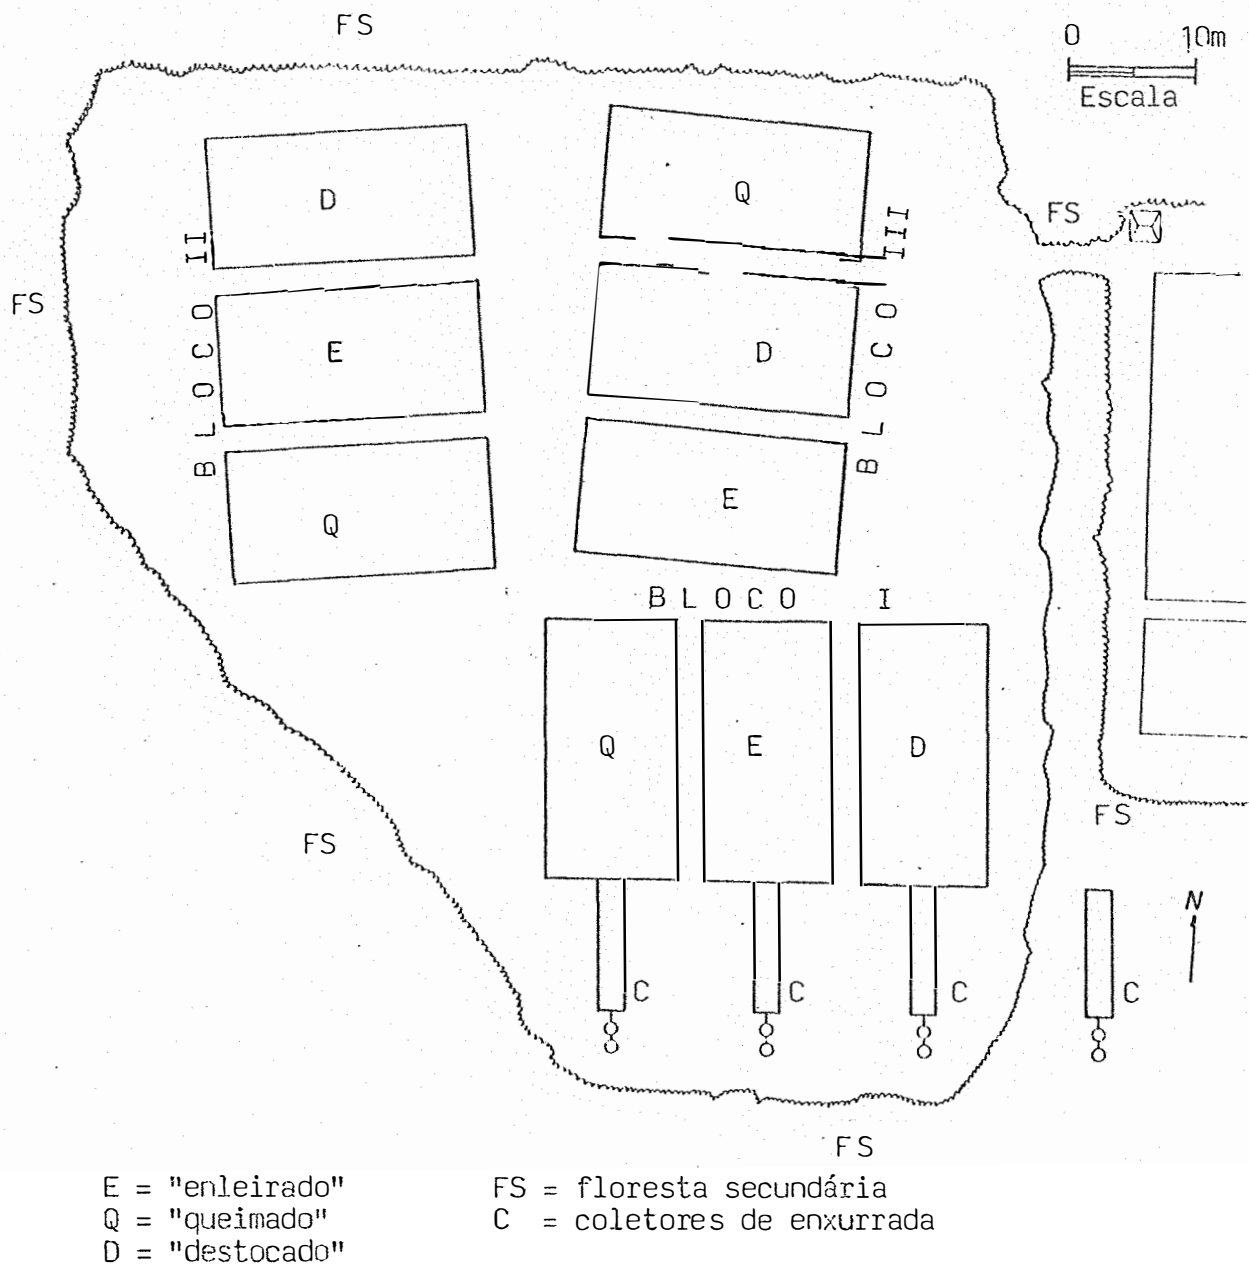 FS
0 10m
Escala
D
Q
FS
BLOCO II
BLOCO III
FS
E
D
Q
E
BLOCO I
Q
E
D
FS
FS
N
C
C
C
C
FS
E = "enleirado"
Q = "queimado"
D = "destocado"
FS = floresta secundária
C = coletores de enxurrada